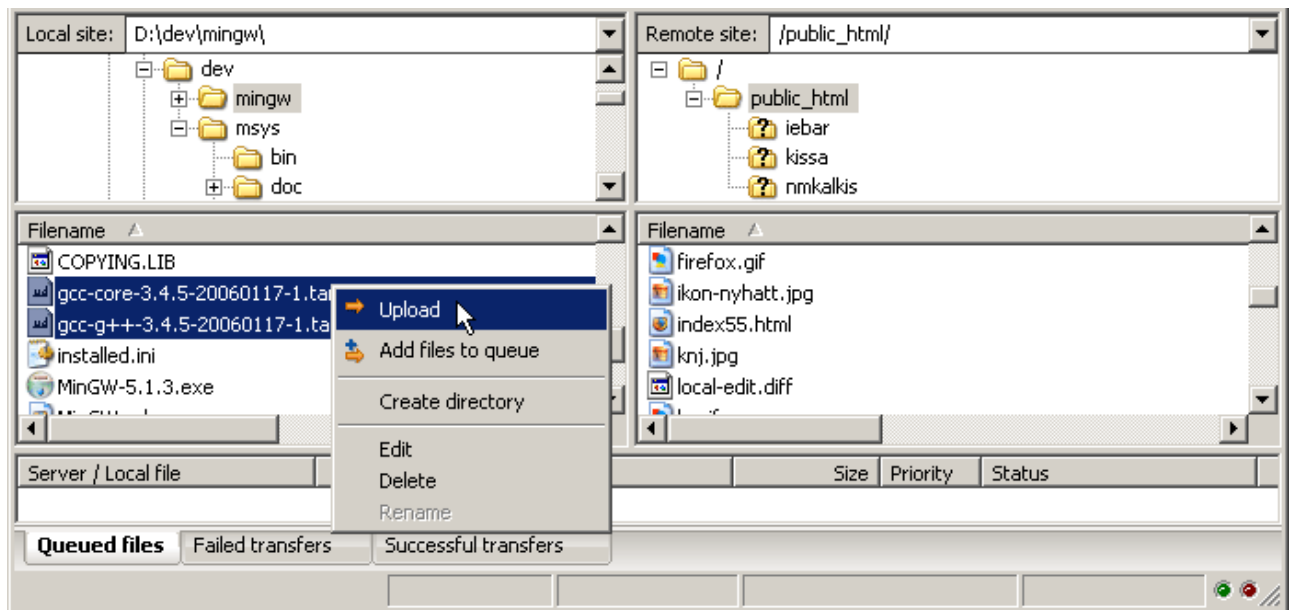 Local site: D:\dev\mingw\
dev
mingw
msys
bin
doc
Remote site: /public_html/
/
public_html
iebar
kissa
nmkalkis
Filename
COPYING.LIB
gcc-core-3.4.5-20060117-1.tar
gcc-g++-3.4.5-20060117-1.ta
installed.ini
MinGW-5.1.3.exe
Upload
Add files to queue
Create directory
Edit
Delete
Rename
Filename
firefox.gif
ikon-nyhatt.jpg
index55.html
knj.jpg
local-edit.diff
Server / Local file Size Priority Status
Queued files Failed transfers Successful transfers